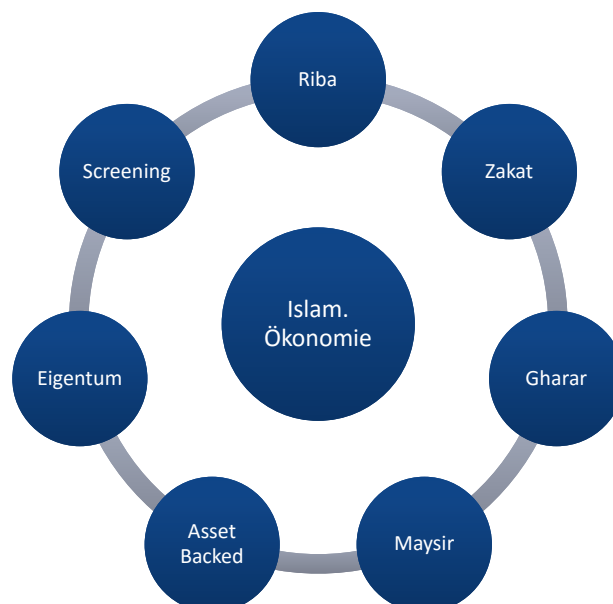 Riba
Zakat
Gharar
Maysir
Asset
Backed
Eigentum
Screening
Islam.
Ökonomie